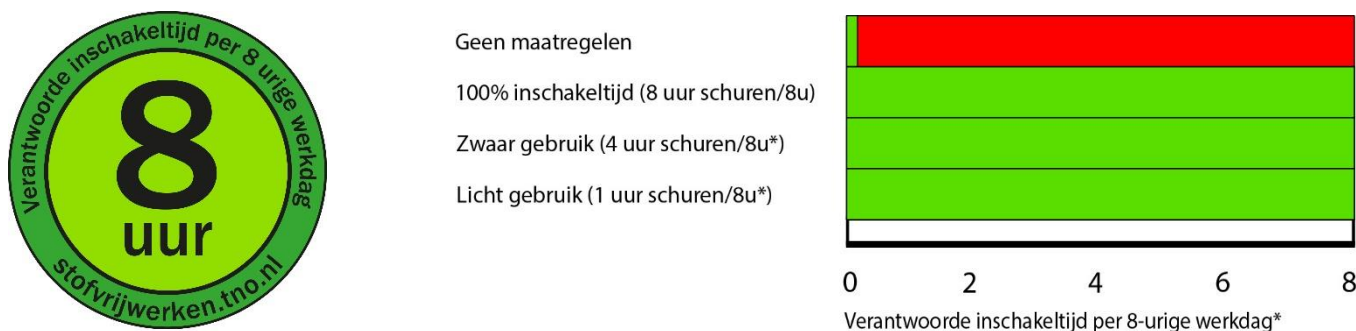 Verantwoorde inschakeltijd per 8 urige werkdag
8
uur
stofvrijwerken.tno.nl
Geen maatregelen
100% inschakeltijd (8 uur schuren/8u)
Zwaar gebruik (4 uur schuren/8u*)
Licht gebruik (1 uur schuren/8u*)
0 2 4 6 8
Verantwoorde inschakeltijd per 8-urige werkdag*